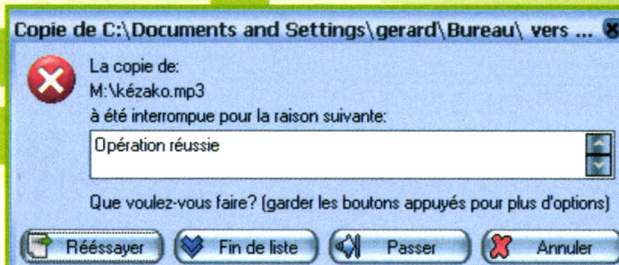 Copie de C:\Documents and Settings\gerard\Bureau\ vers ...
La copie de:
M:\kézako.mp3
à été interrompue pour la raison suivante:
Opération réussie
Que voulez-vous faire? (garder les boutons appuyés pour plus d'options)
Rééssayer
Fin de liste
Passer
Annuler